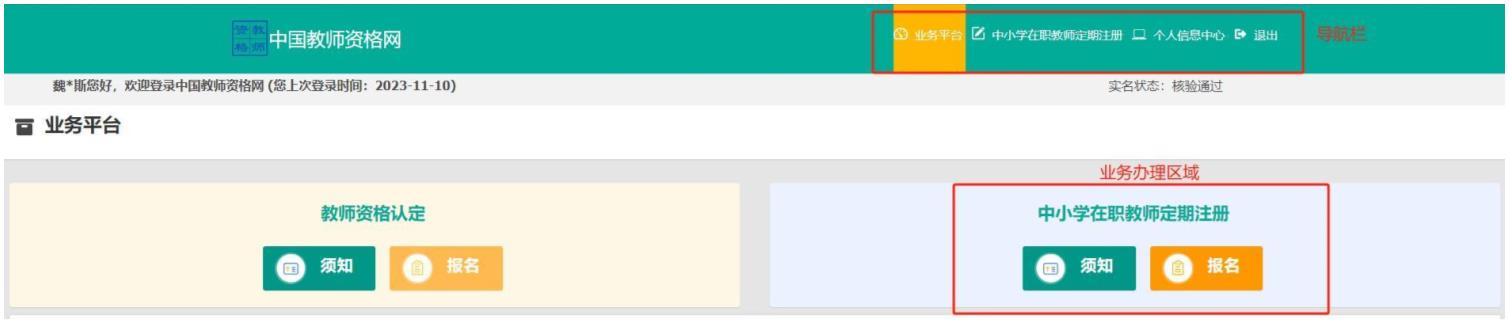 资教
格师
中国教师资格网
业务平台 中小学在职教师定期注册 个人信息中心 退出
导航栏
魏*斯您好，欢迎登录中国教师资格网 (您上次登录时间：2023-11-10)
实名状态：核验通过
业务平台
业务办理区域
教师资格认定
中小学在职教师定期注册
须知 报名
须知 报名